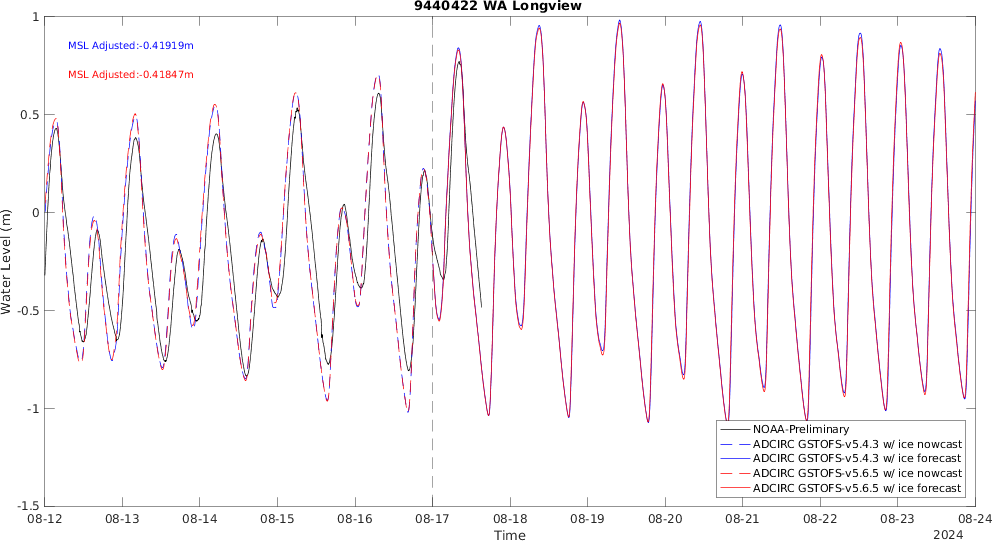 9440422 WA Longview
MSL Adjusted:-0.41919m
MSL Adjusted:-0.41847m
Water Level (m)
1
0.5
0
-0.5
-1
-1.5
NOAA-Preliminary
ADCIRC GSTOFS-v5.4.3 w/ ice nowcast
ADCIRC GSTOFS-v5.4.3 w/ ice forecast
ADCIRC GSTOFS-v5.6.5 w/ ice nowcast
ADCIRC GSTOFS-v5.6.5 w/ ice forecast
08-12 08-13 08-14 08-15 08-16 08-17 08-18 08-19 08-20 08-21 08-22 08-23 08-24
Time
2024